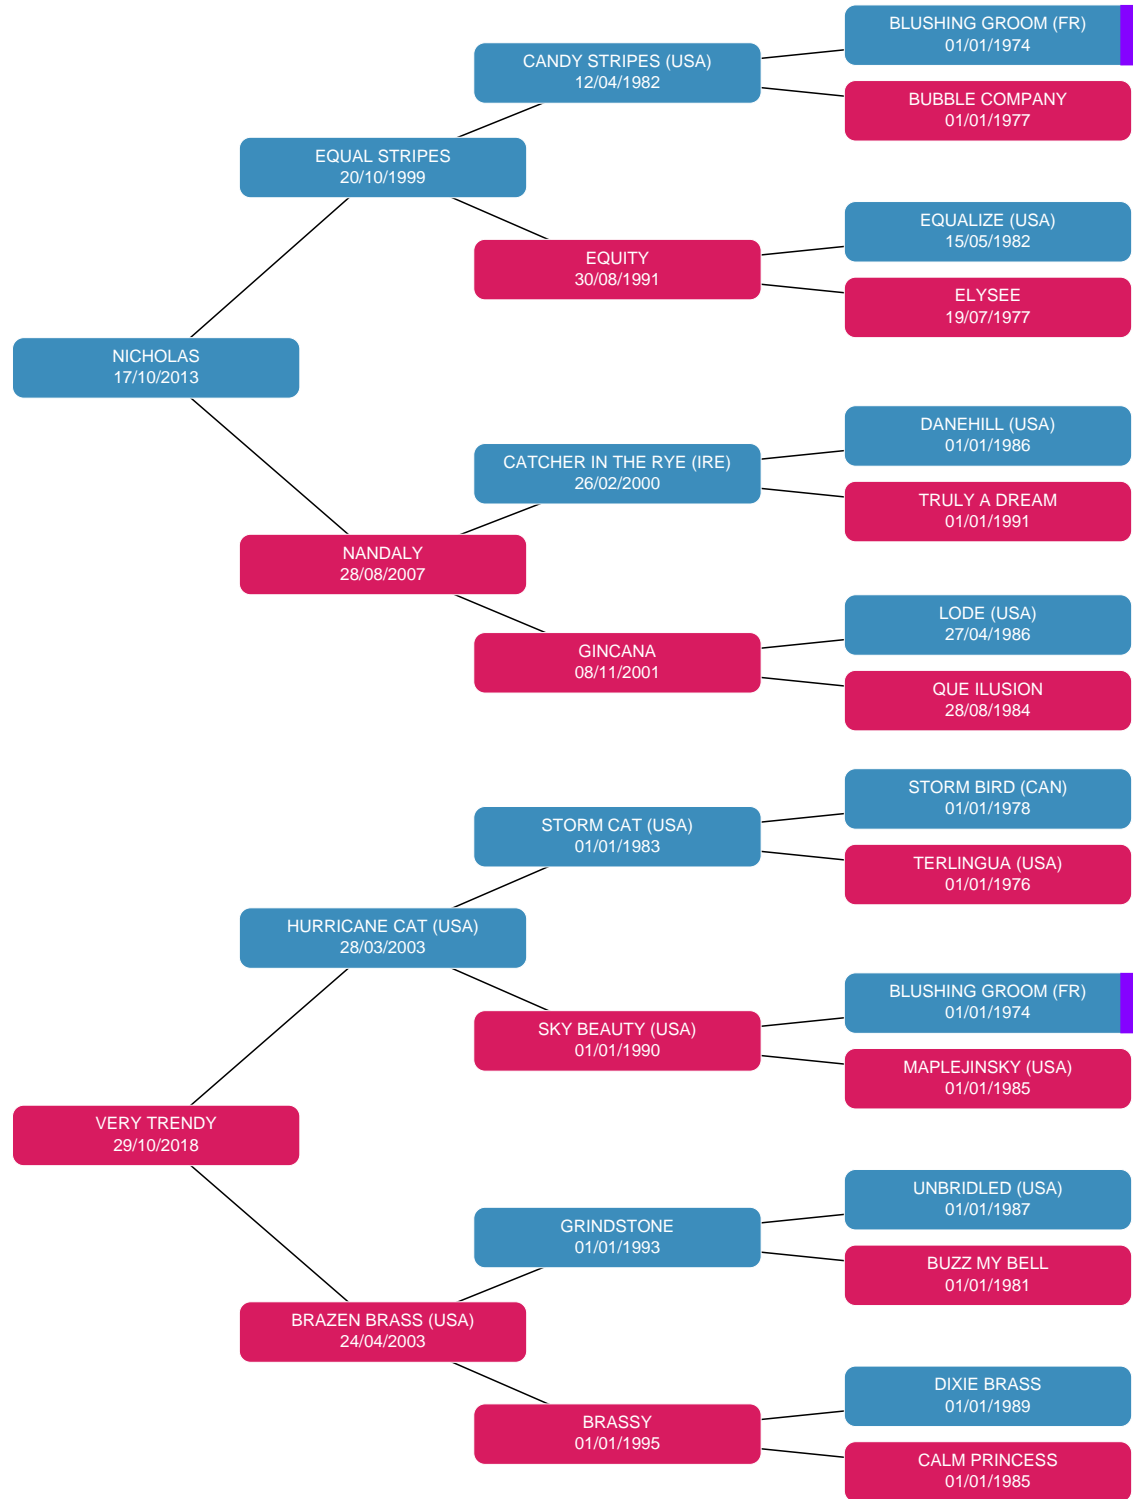 BLUSHING GROOM (FR)
01/01/1974
CANDY STRIPES (USA)
12/04/1982
BUBBLE COMPANY
01/01/1977
EQUAL STRIPES
20/10/1999
EQUALIZE (USA)
15/05/1982
EQUITY
30/08/1991
ELYSEE
19/07/1977
NICHOLAS
17/10/2013
DANEHILL (USA)
01/01/1986
CATCHER IN THE RYE (IRE)
26/02/2000
TRULY A DREAM
01/01/1991
NANDALY
28/08/2007
LODE (USA)
27/04/1986
GINCANA
08/11/2001
QUE ILUSION
28/08/1984
STORM BIRD (CAN)
01/01/1978
STORM CAT (USA)
01/01/1983
TERLINGUA (USA)
01/01/1976
HURRICANE CAT (USA)
28/03/2003
BLUSHING GROOM (FR)
01/01/1974
SKY BEAUTY (USA)
01/01/1990
MAPLEJINSKY (USA)
01/01/1985
VERY TRENDY
29/10/2018
UNBRIDLED (USA)
01/01/1987
GRINDSTONE
01/01/1993
BUZZ MY BELL
01/01/1981
BRAZEN BRASS (USA)
24/04/2003
DIXIE BRASS
01/01/1989
BRASSY
01/01/1995
CALM PRINCESS
01/01/1985